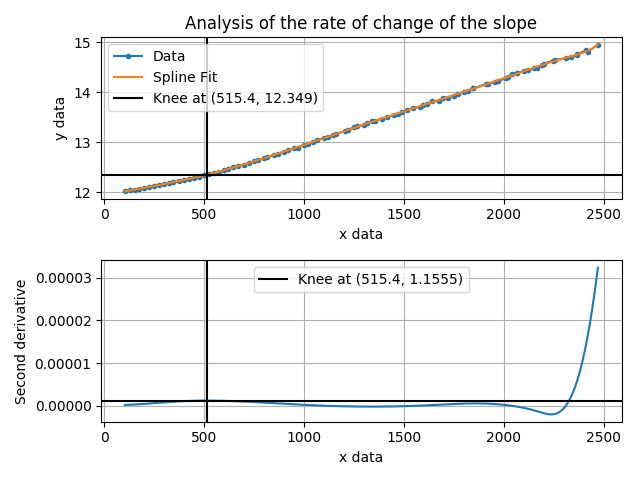 Analysis of the rate of change of the slope
15
14
13
12
y data
Data
Spline Fit
Knee at (515.4, 12.349)
0 500 1000 1500 2000 2500
x data
0.00003
0.00002
0.00001
0.00000
Second derivative
Knee at (515.4, 1.1555)
0 500 1000 1500 2000 2500
x data